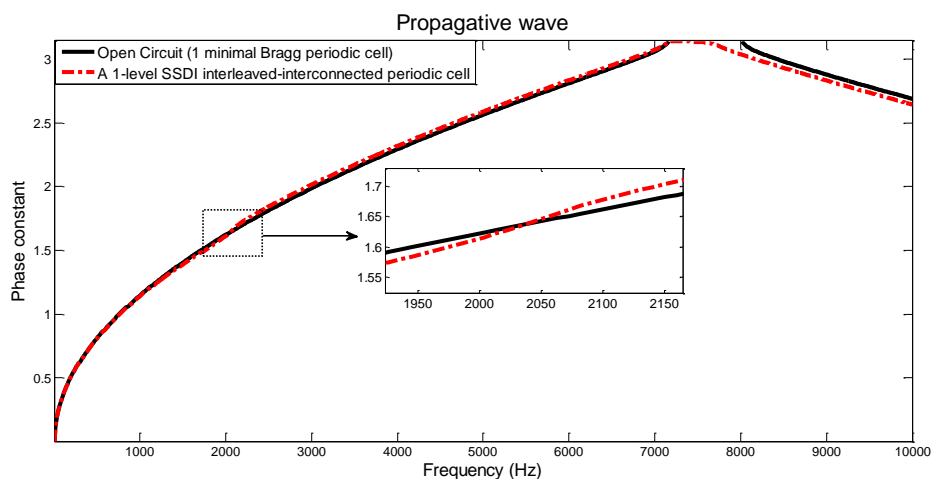 Propagative wave
Open Circuit (1 minimal Bragg periodic cell)
A 1-level SSDI interleaved-interconnected periodic cell
Phase constant
3
2.5
2
1.5
1
0.5
1.7
1.65
1.6
1.55
1950 2000 2050 2100 2150
1000 2000 3000 4000 5000 6000 7000 8000 9000 10000
Frequency (Hz)